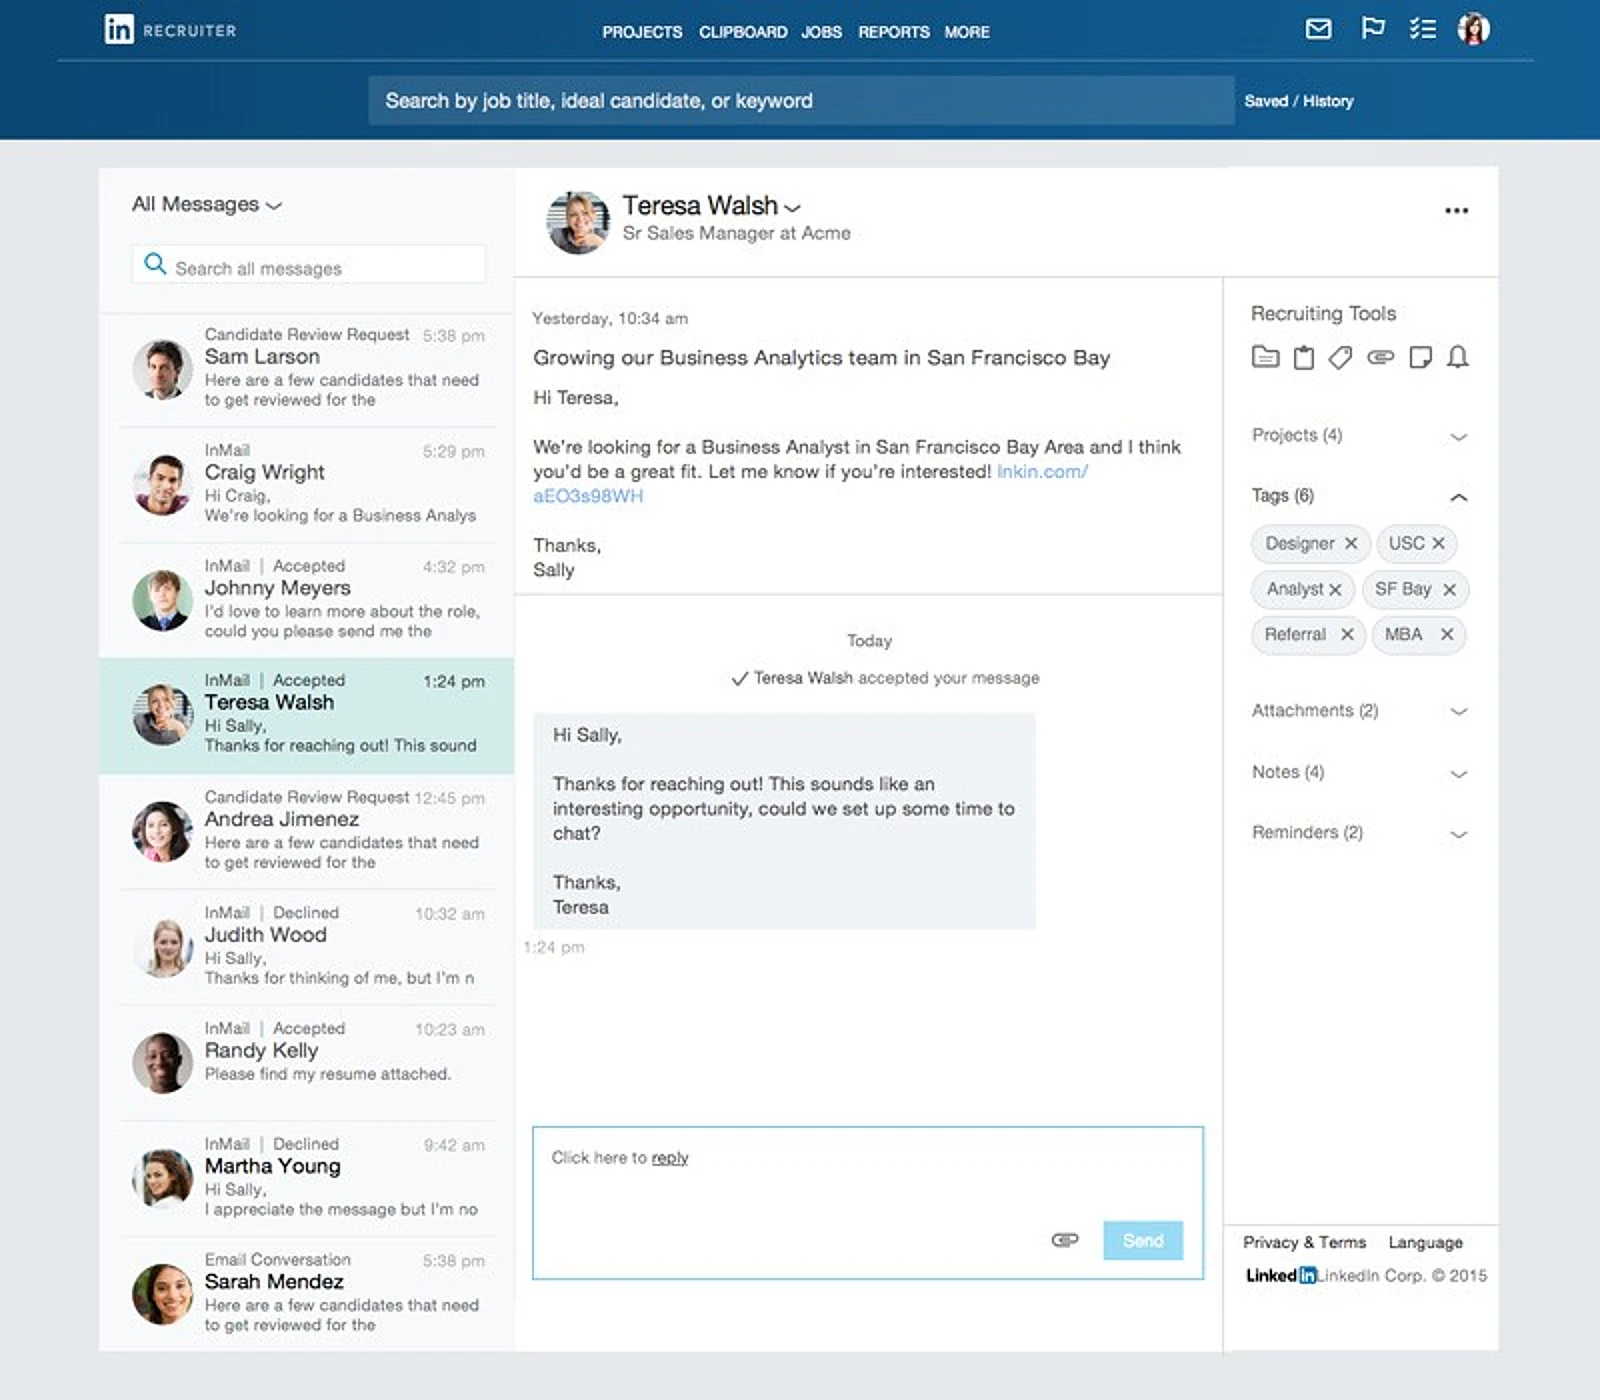 in RECRUITER
PROJECTS CLIPBOARD JOBS REPORTS MORE
Search by job title, ideal candidate, or keyword
Saved / History
All Messages
Search all messages
Candidate Review Request 5:38 pm
Sam Larson
Here are a few candidates that need
to get reviewed for the
InMail 5:29 pm
Craig Wright
Hi Craig,
We're looking for a Business Analys
InMail | Accepted 4:32 pm
Johnny Meyers
I'd love to learn more about the role,
could you please send me the
InMail | Accepted 1:24 pm
Teresa Walsh
Hi Sally,
Thanks for reaching out! This sound
Candidate Review Request 12:45 pm
Andrea Jimenez
Here are a few candidates that need
to get reviewed for the
InMail | Declined 10:32 am
Judith Wood
Hi Sally,
Thanks for thinking of me, but I'm n
InMail | Accepted 10:23 am
Randy Kelly
Please find my resume attached.
InMail | Declined 9:42 am
Martha Young
Hi Sally,
I appreciate the message but I'm no
Email Conversation 5:38 pm
Sarah Mendez
Here are a few candidates that need
to get reviewed for the
Teresa Walsh
Sr Sales Manager at Acme
Yesterday, 10:34 am
Growing our Business Analytics team in San Francisco Bay
Hi Teresa,
We're looking for a Business Analyst in San Francisco Bay Area and I think
you'd be a great fit. Let me know if you're interested! lnkin.com/
aEO3s98WH
Thanks,
Sally
Today
Teresa Walsh accepted your message
Hi Sally,
Thanks for reaching out! This sounds like an
interesting opportunity, could we set up some time to
chat?
Thanks,
Teresa
1:24 pm
Click here to reply
Send
Recruiting Tools
Projects (4)
Tags (6)
Designer USC
Analyst SF Bay
Referral MBA
Attachments (2)
Notes (4)
Reminders (2)
Privacy & Terms Language
Linkedin LinkedIn Corp. © 2015